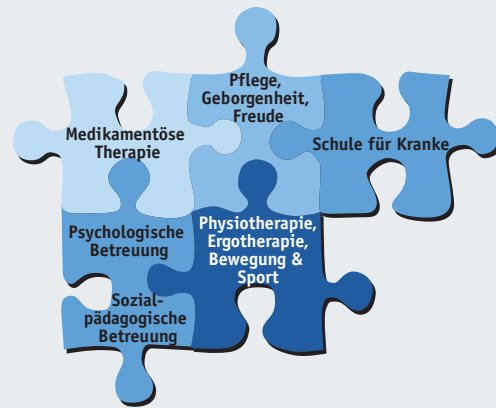 Pflege,
Geborgenheit,
Freude
Medikamentöse
Therapie
Schule für Kranke
Psychologische
Betreuung
Physiotherapie,
Ergotherapie,
Bewegung &
Sport
Sozial-
pädagogische
Betreuung